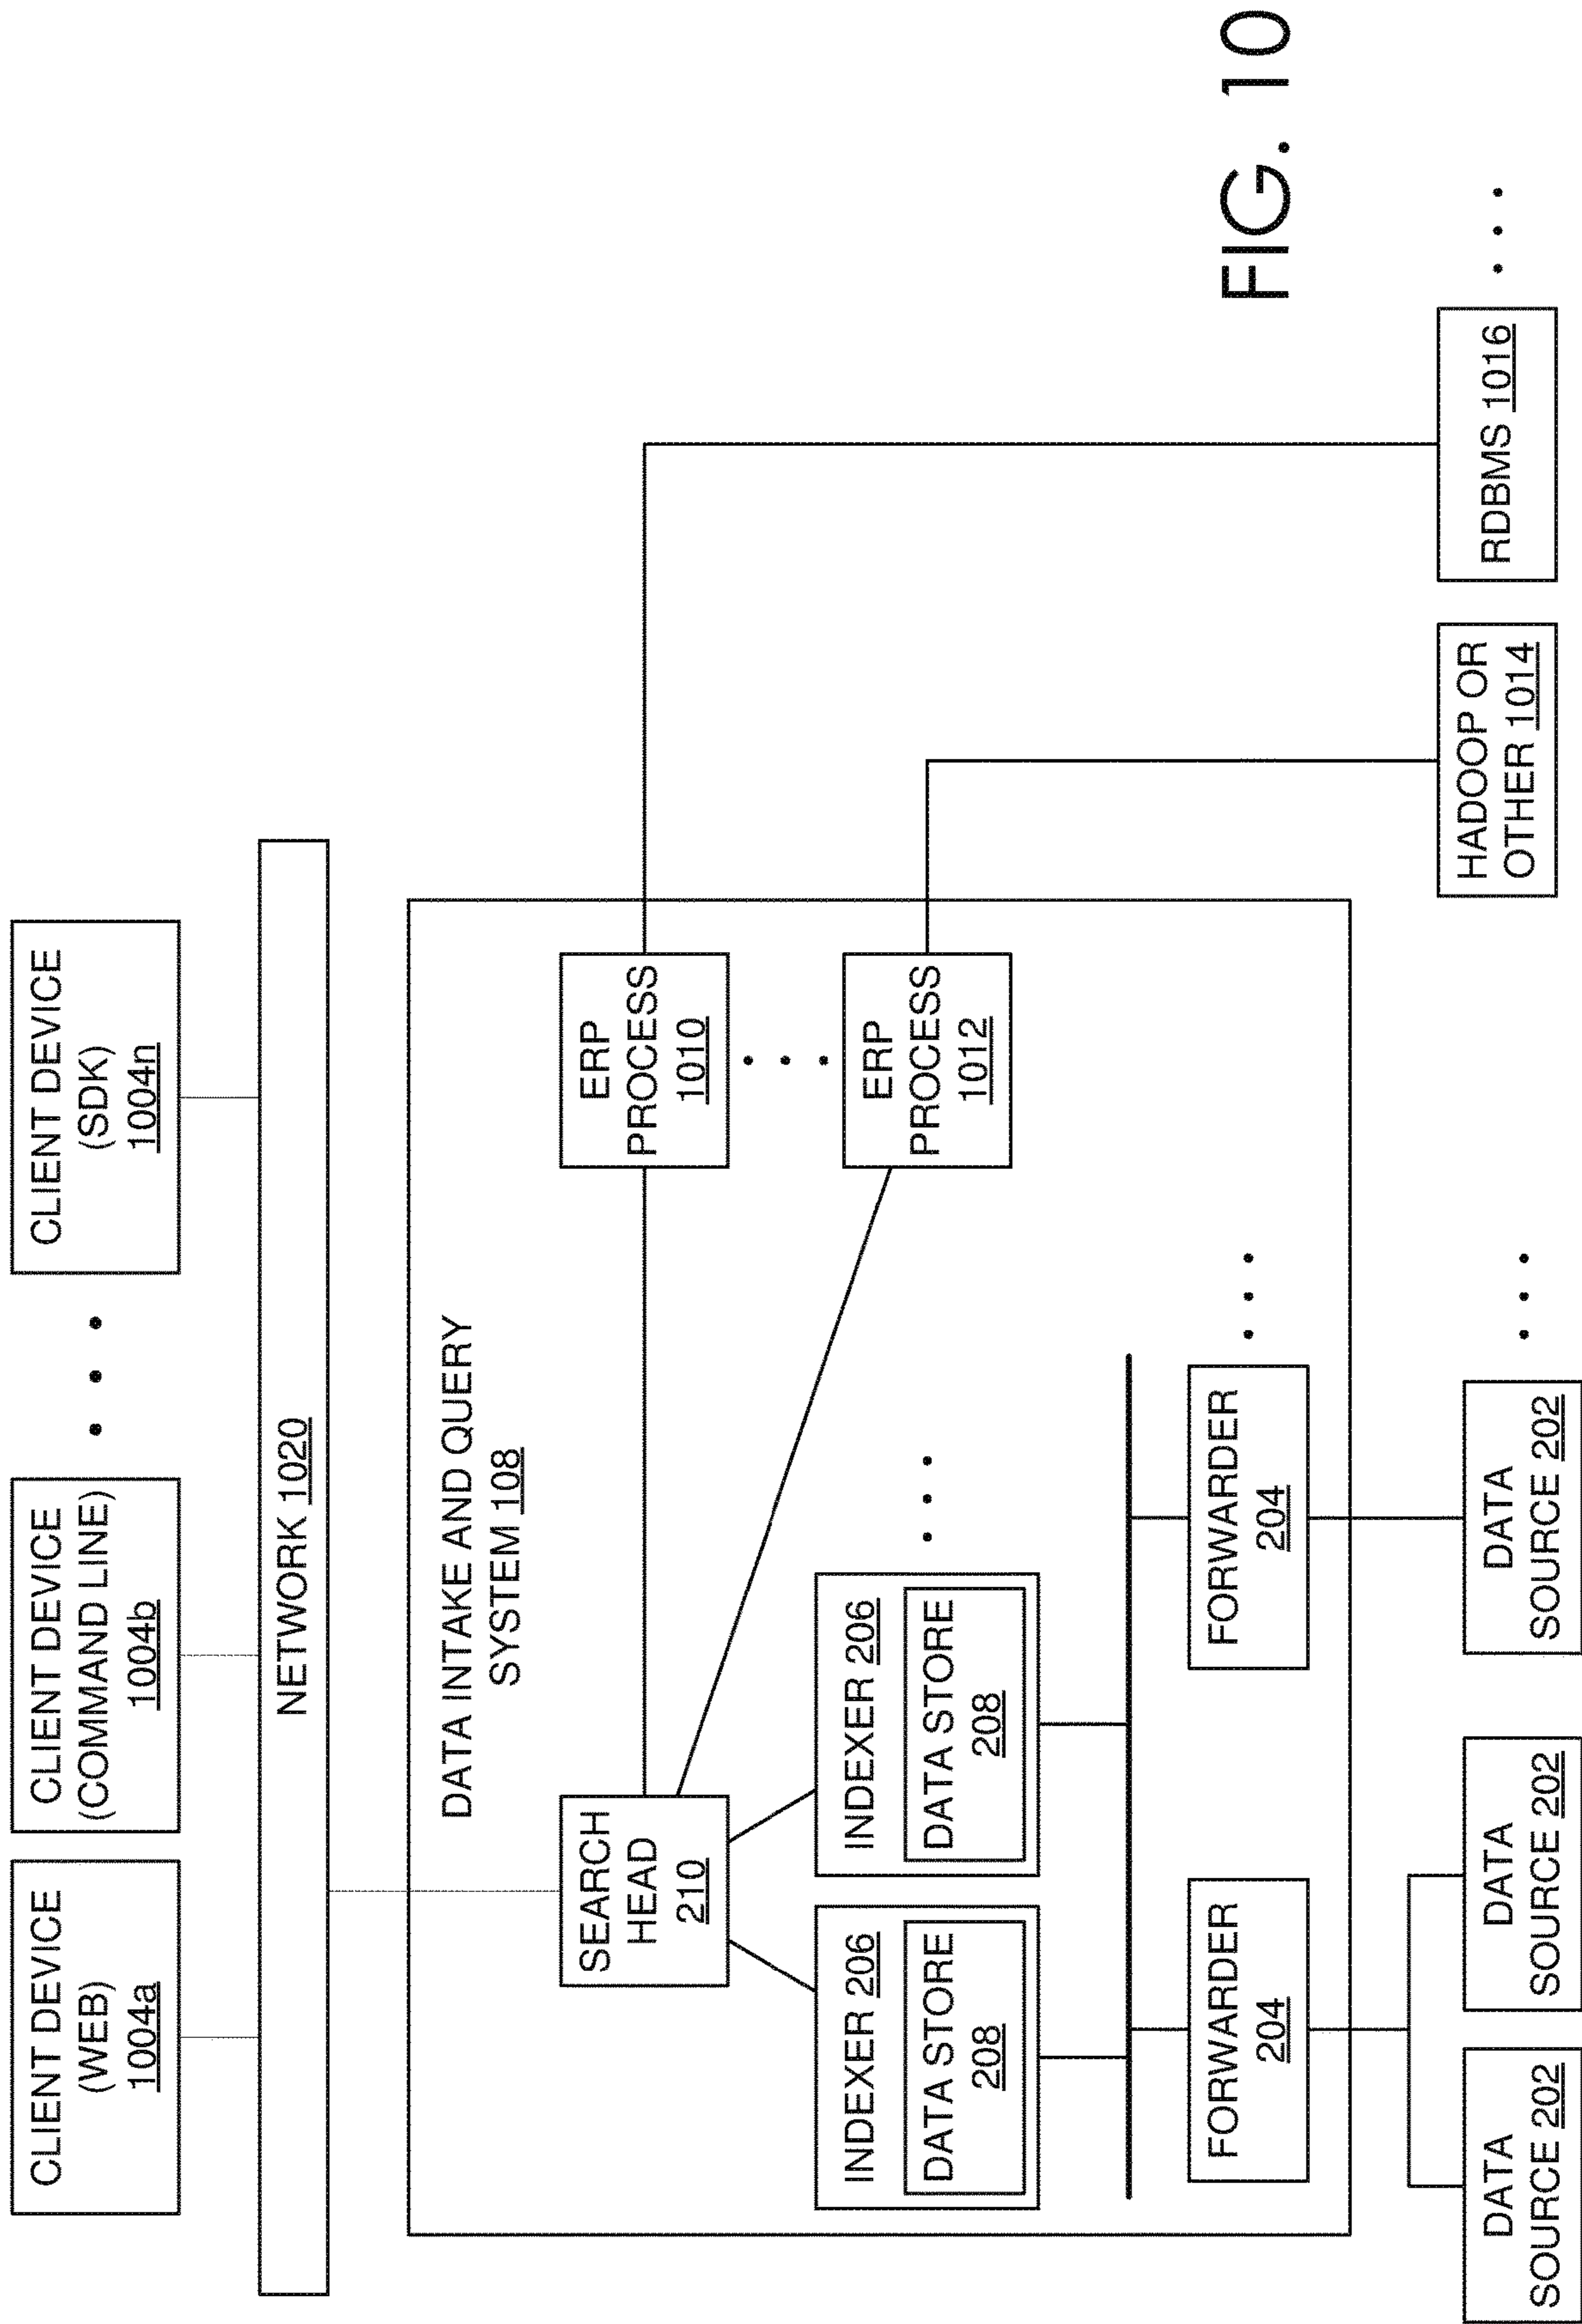 CLIENT DEVICE
(WEB)
1004a
CLIENT DEVICE
(COMMAND LINE)
1004b
. . .
CLIENT DEVICE
(SDK)
1004n
NETWORK 1020
DATA INTAKE AND QUERY
SYSTEM 108
SEARCH
HEAD
210
ERP
PROCESS
1010
. . .
ERP
PROCESS
1012
INDEXER 206
DATA STORE
208
INDEXER 206
DATA STORE
208
. . .
FORWARDER
204
FORWARDER
204
. . .
DATA
SOURCE 202
DATA
SOURCE 202
DATA
SOURCE 202
. . .
HADOOP OR
OTHER 1014
RDBMS 1016
. . .
FIG. 10